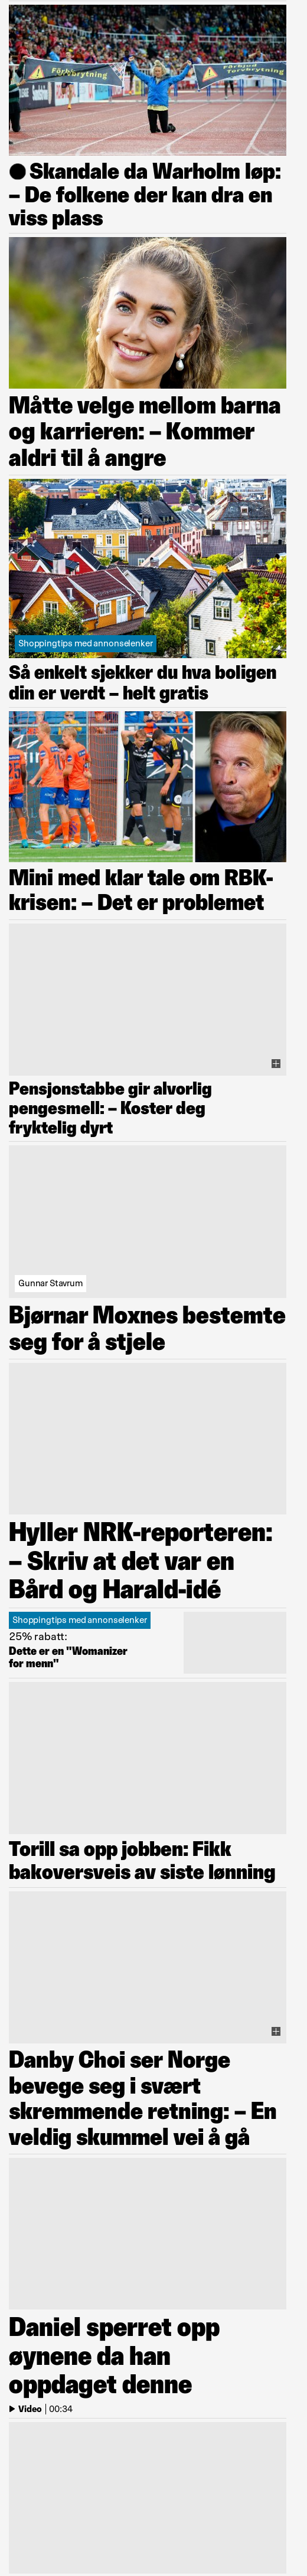 Forbud mot
Förbrytning
Förbud mot
Torvbrytning
Skandale da Warholm løp:
– De folkene der kan dra en
viss plass
Måtte velge mellom barna
og karrieren: – Kommer
aldri til å angre
Shoppingtips med annonselenker
Så enkelt sjekker du hva boligen
din er verdt – helt gratis
Mini med klar tale om RBK-
krisen: – Det er problemet
Pensjonstabbe gir alvorlig
pengesmell: – Koster deg
fryktelig dyrt
Gunnar Stavrum
Bjørnar Moxnes bestemte
seg for å stjele
Hyller NRK-reporteren:
– Skriv at det var en
Bård og Harald-idé
Shoppingtips med annonselenker
25% rabatt:
Dette er en "Womanizer
for menn"
Torill sa opp jobben: Fikk
bakoversveis av siste lønning
Danby Choi ser Norge
bevege seg i svært
skremmende retning: – En
veldig skummel vei å gå
Daniel sperret opp
øynene da han
oppdaget denne
Video | 00:34